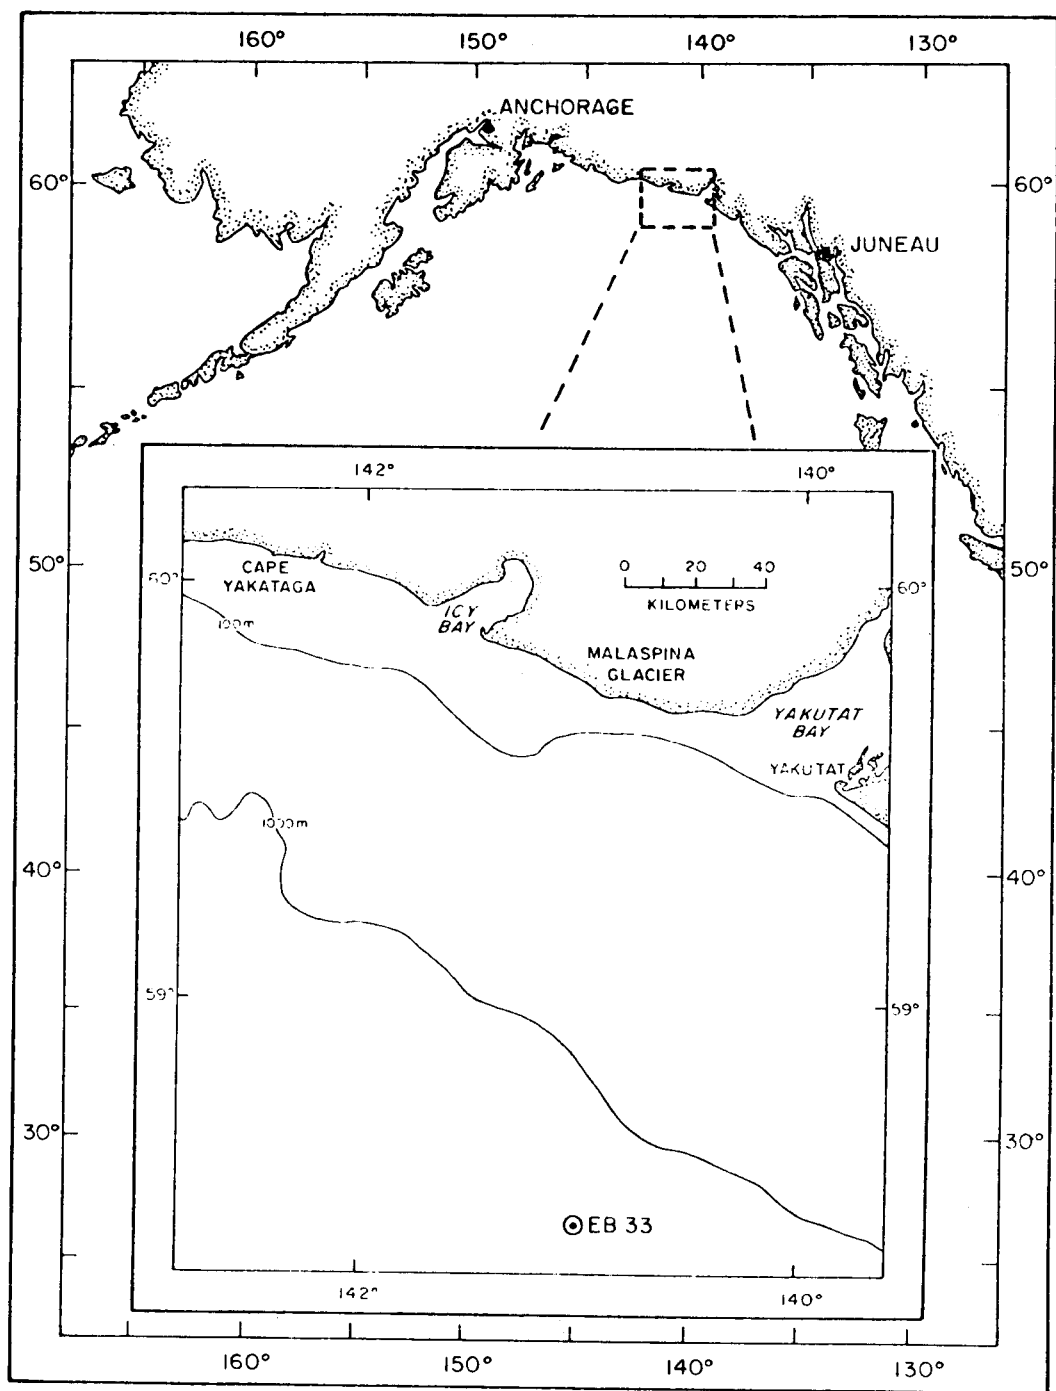 160° 150° 140° 130°
ANCHORAGE
60° 60°
JUNEAU
142° 140°
50° 50°
CAPE
YAKATAGA
60° 60°
0 20 40
KILOMETERS
ICY
BAY
100m
MALASPINA
GLACIER
YAKUTAT
BAY
YAKUTAT
1000m
40° 40°
59° 59°
30° 30°
EB 33
142° 140°
160° 150° 140° 130°